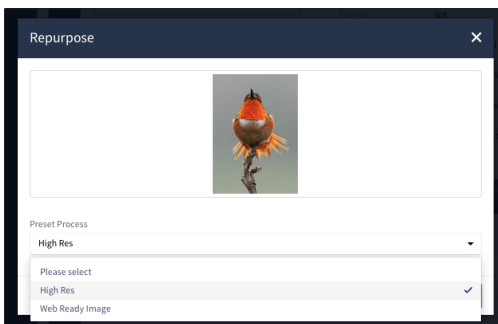 Repurpose
Preset Process
High Res
Please select
High Res
Web Ready Image